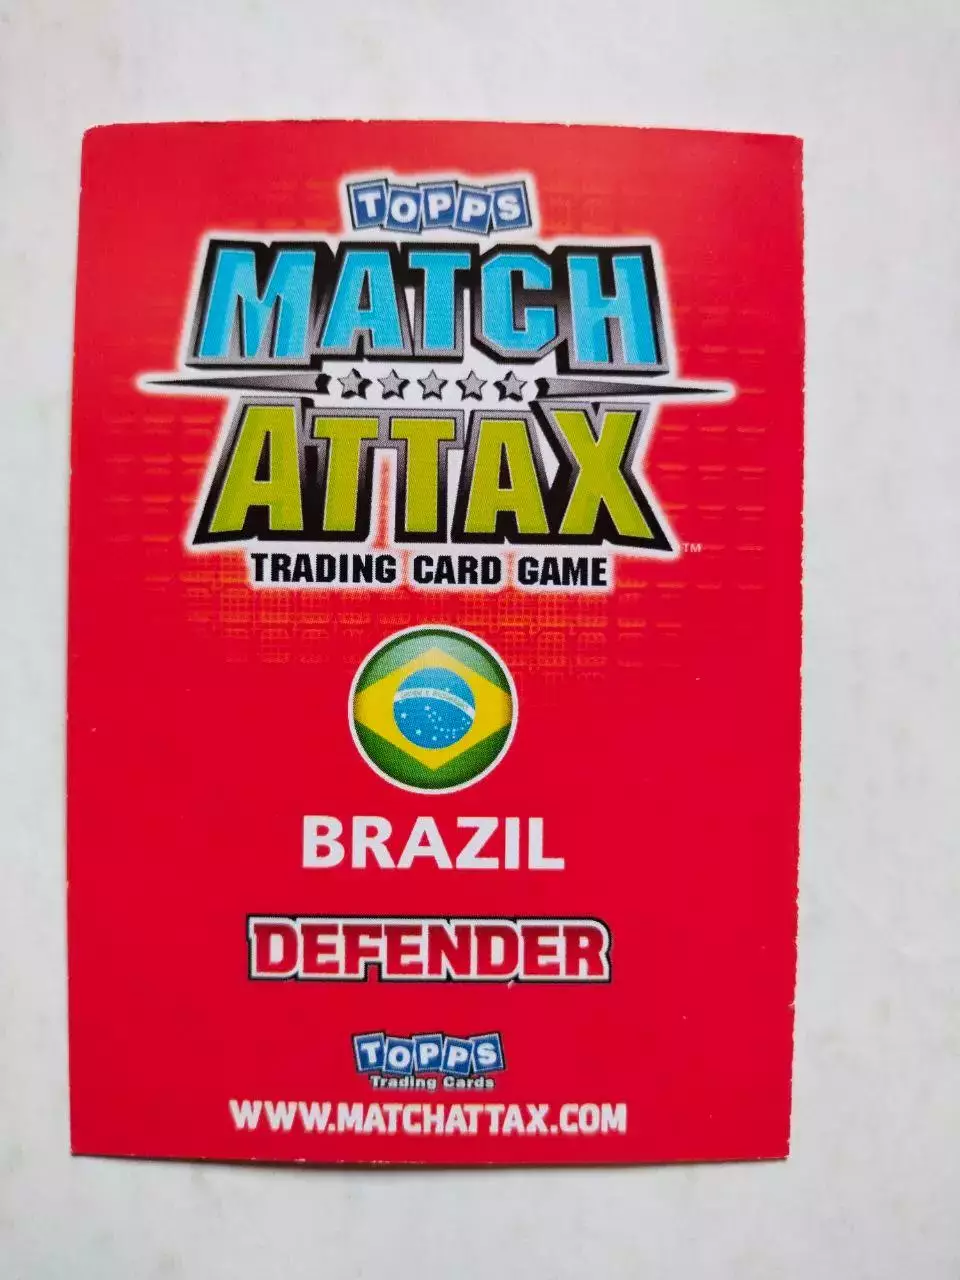 TOPPS
MATCH
ATTAX
TM
TRADING CARD GAME
BRAZIL
DEFENDER
TOPPS
Trading Cards
WWW.MATCHATTAX.COM